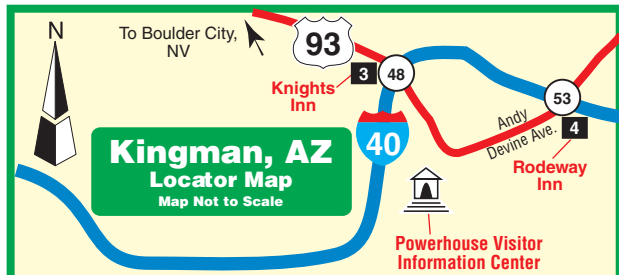 N
To Boulder City,
NV
93
3
Knights
Inn
48
53
Andy
Devine Ave.
4
Rodeway
Inn
40
Kingman, AZ
Locator Map
Map Not to Scale
Powerhouse Visitor
Information Center